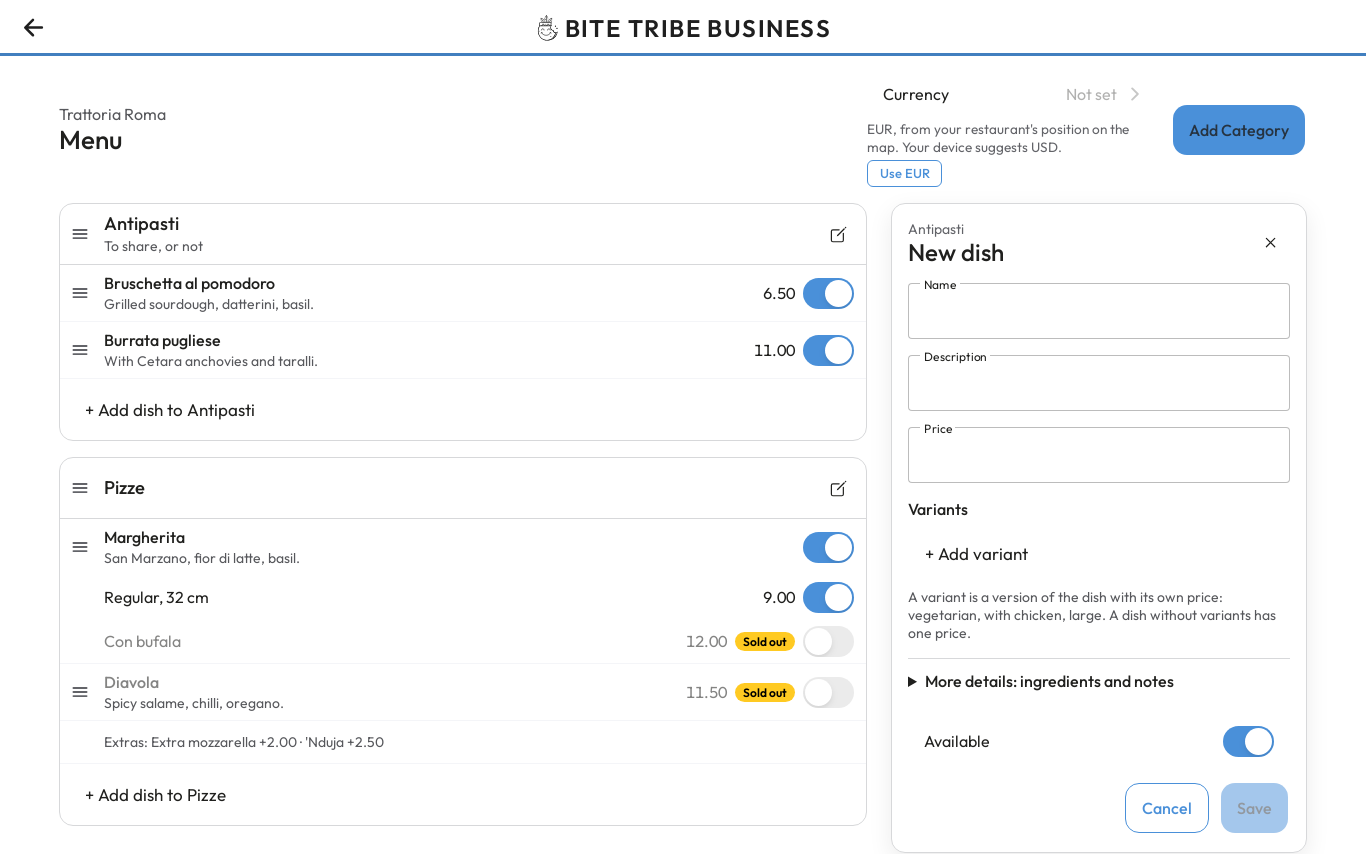 BITE TRIBE BUSINESS
Trattoria Roma
Menu
Currency
Not set
EUR, from your restaurant's position on the
map. Your device suggests USD.
Use EUR
Add Category
Antipasti
To share, or not
Bruschetta al pomodoro
Grilled sourdough, datterini, basil.
6.50
Burrata pugliese
With Cetara anchovies and taralli.
11.00
+ Add dish to Antipasti
Pizze
Margherita
San Marzano, fior di latte, basil.
Regular, 32 cm
9.00
Con bufala
12.00
Sold out
Diavola
Spicy salame, chilli, oregano.
11.50
Sold out
Extras: Extra mozzarella +2.00 · 'Nduja +2.50
+ Add dish to Pizze
Antipasti
New dish
Name
Description
Price
Variants
+ Add variant
A variant is a version of the dish with its own price:
vegetarian, with chicken, large. A dish without variants has
one price.
More details: ingredients and notes
Available
Cancel
Save